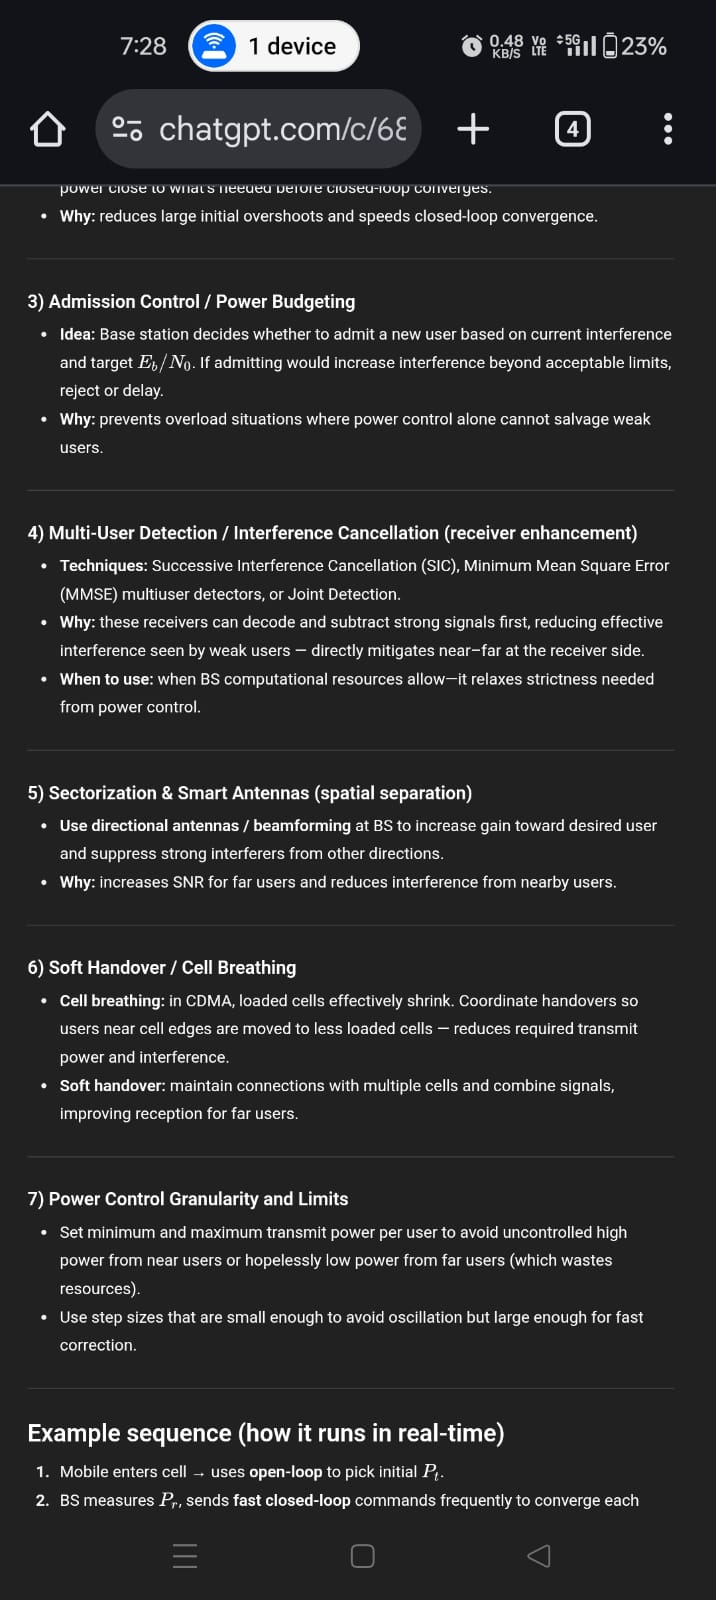 7:28 1 device 0.48 KB/S Vo LTE 5G 23%
chatgpt.com/c/68 4
power close to what's needed before closed-loop converges.
• Why: reduces large initial overshoots and speeds closed-loop convergence.
3) Admission Control / Power Budgeting
• Idea: Base station decides whether to admit a new user based on current interference
and target E_b/N_0. If admitting would increase interference beyond acceptable limits,
reject or delay.
• Why: prevents overload situations where power control alone cannot salvage weak
users.
4) Multi-User Detection / Interference Cancellation (receiver enhancement)
• Techniques: Successive Interference Cancellation (SIC), Minimum Mean Square Error
(MMSE) multiuser detectors, or Joint Detection.
• Why: these receivers can decode and subtract strong signals first, reducing effective
interference seen by weak users — directly mitigates near–far at the receiver side.
• When to use: when BS computational resources allow—it relaxes strictness needed
from power control.
5) Sectorization & Smart Antennas (spatial separation)
• Use directional antennas / beamforming at BS to increase gain toward desired user
and suppress strong interferers from other directions.
• Why: increases SNR for far users and reduces interference from nearby users.
6) Soft Handover / Cell Breathing
• Cell breathing: in CDMA, loaded cells effectively shrink. Coordinate handovers so
users near cell edges are moved to less loaded cells — reduces required transmit
power and interference.
• Soft handover: maintain connections with multiple cells and combine signals,
improving reception for far users.
7) Power Control Granularity and Limits
• Set minimum and maximum transmit power per user to avoid uncontrolled high
power from near users or hopelessly low power from far users (which wastes
resources).
• Use step sizes that are small enough to avoid oscillation but large enough for fast
correction.
Example sequence (how it runs in real-time)
1. Mobile enters cell → uses open-loop to pick initial P_t.
2. BS measures P_r, sends fast closed-loop commands frequently to converge each